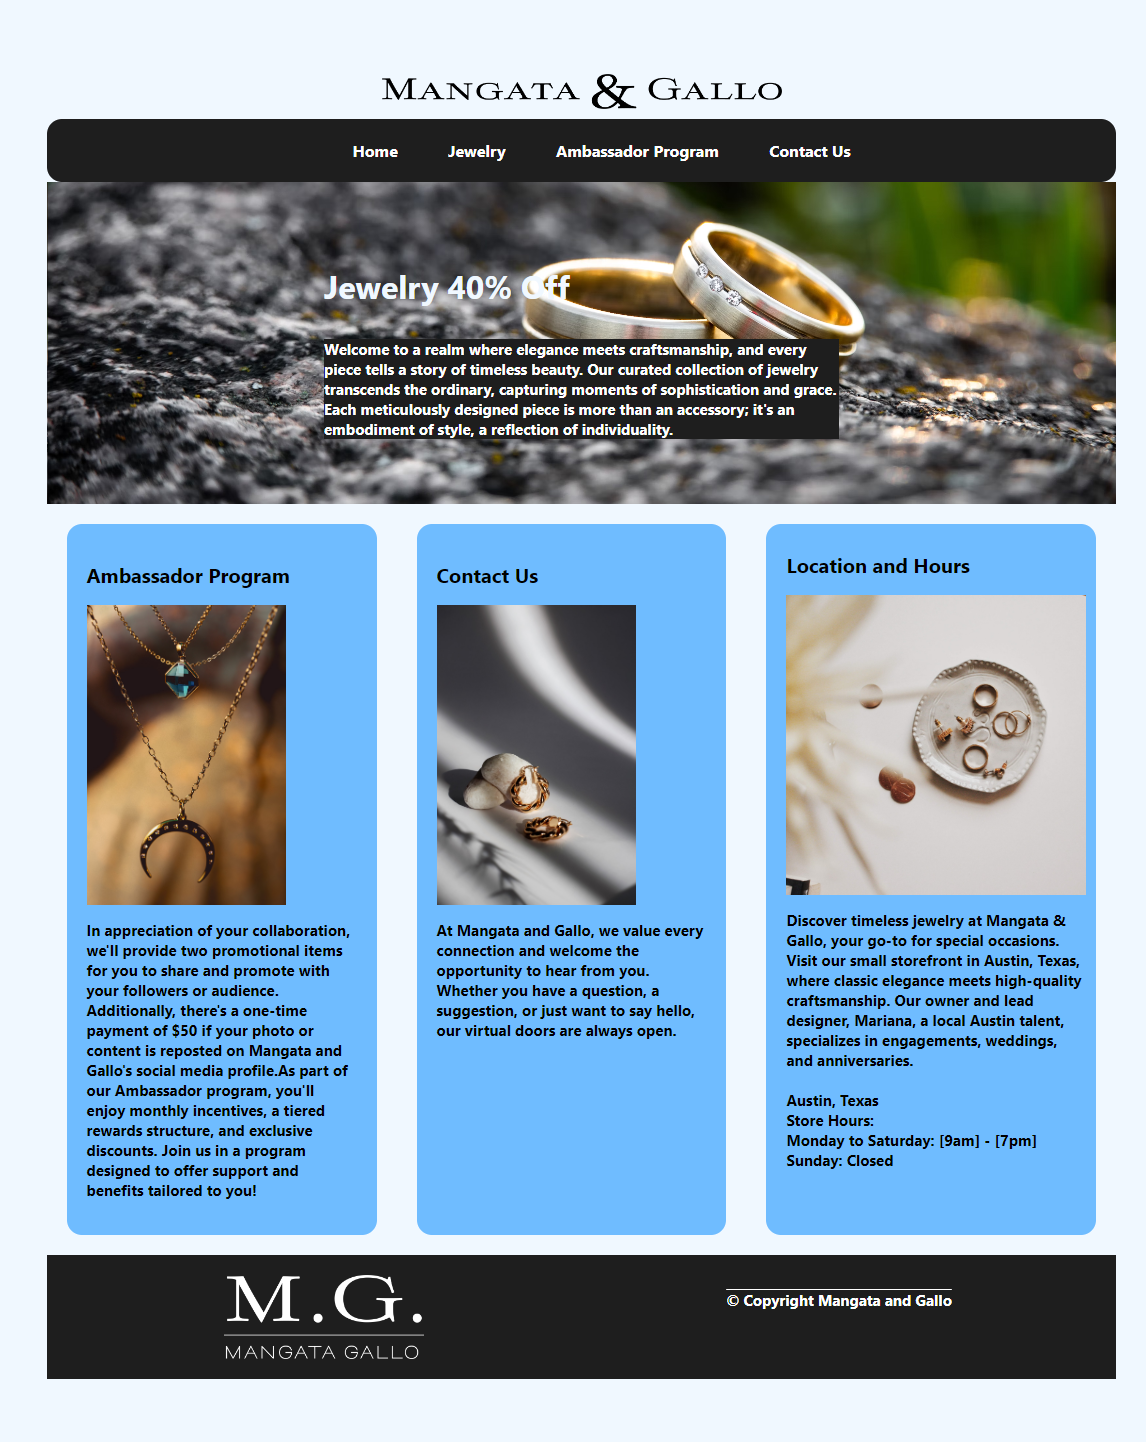 MANGATA & GALLO
Home Jewelry Ambassador Program Contact Us
Jewelry 40% Off
Welcome to a realm where elegance meets craftsmanship, and every
piece tells a story of timeless beauty. Our curated collection of jewelry
transcends the ordinary, capturing moments of sophistication and grace.
Each meticulously designed piece is more than an accessory; it's an
embodiment of style, a reflection of individuality.
Ambassador Program
In appreciation of your collaboration,
we'll provide two promotional items
for you to share and promote with
your followers or audience.
Additionally, there's a one-time
payment of $50 if your photo or
content is reposted on Mangata and
Gallo's social media profile.As part of
our Ambassador program, you'll
enjoy monthly incentives, a tiered
rewards structure, and exclusive
discounts. Join us in a program
designed to offer support and
benefits tailored to you!
Contact Us
At Mangata and Gallo, we value every
connection and welcome the
opportunity to hear from you.
Whether you have a question, a
suggestion, or just want to say hello,
our virtual doors are always open.
Location and Hours
Discover timeless jewelry at Mangata &
Gallo, your go-to for special occasions.
Visit our small storefront in Austin, Texas,
where classic elegance meets high-quality
craftsmanship. Our owner and lead
designer, Mariana, a local Austin talent,
specializes in engagements, weddings,
and anniversaries.
Austin, Texas
Store Hours:
Monday to Saturday: [9am] - [7pm]
Sunday: Closed
M.G.
MANGATA GALLO
© Copyright Mangata and Gallo